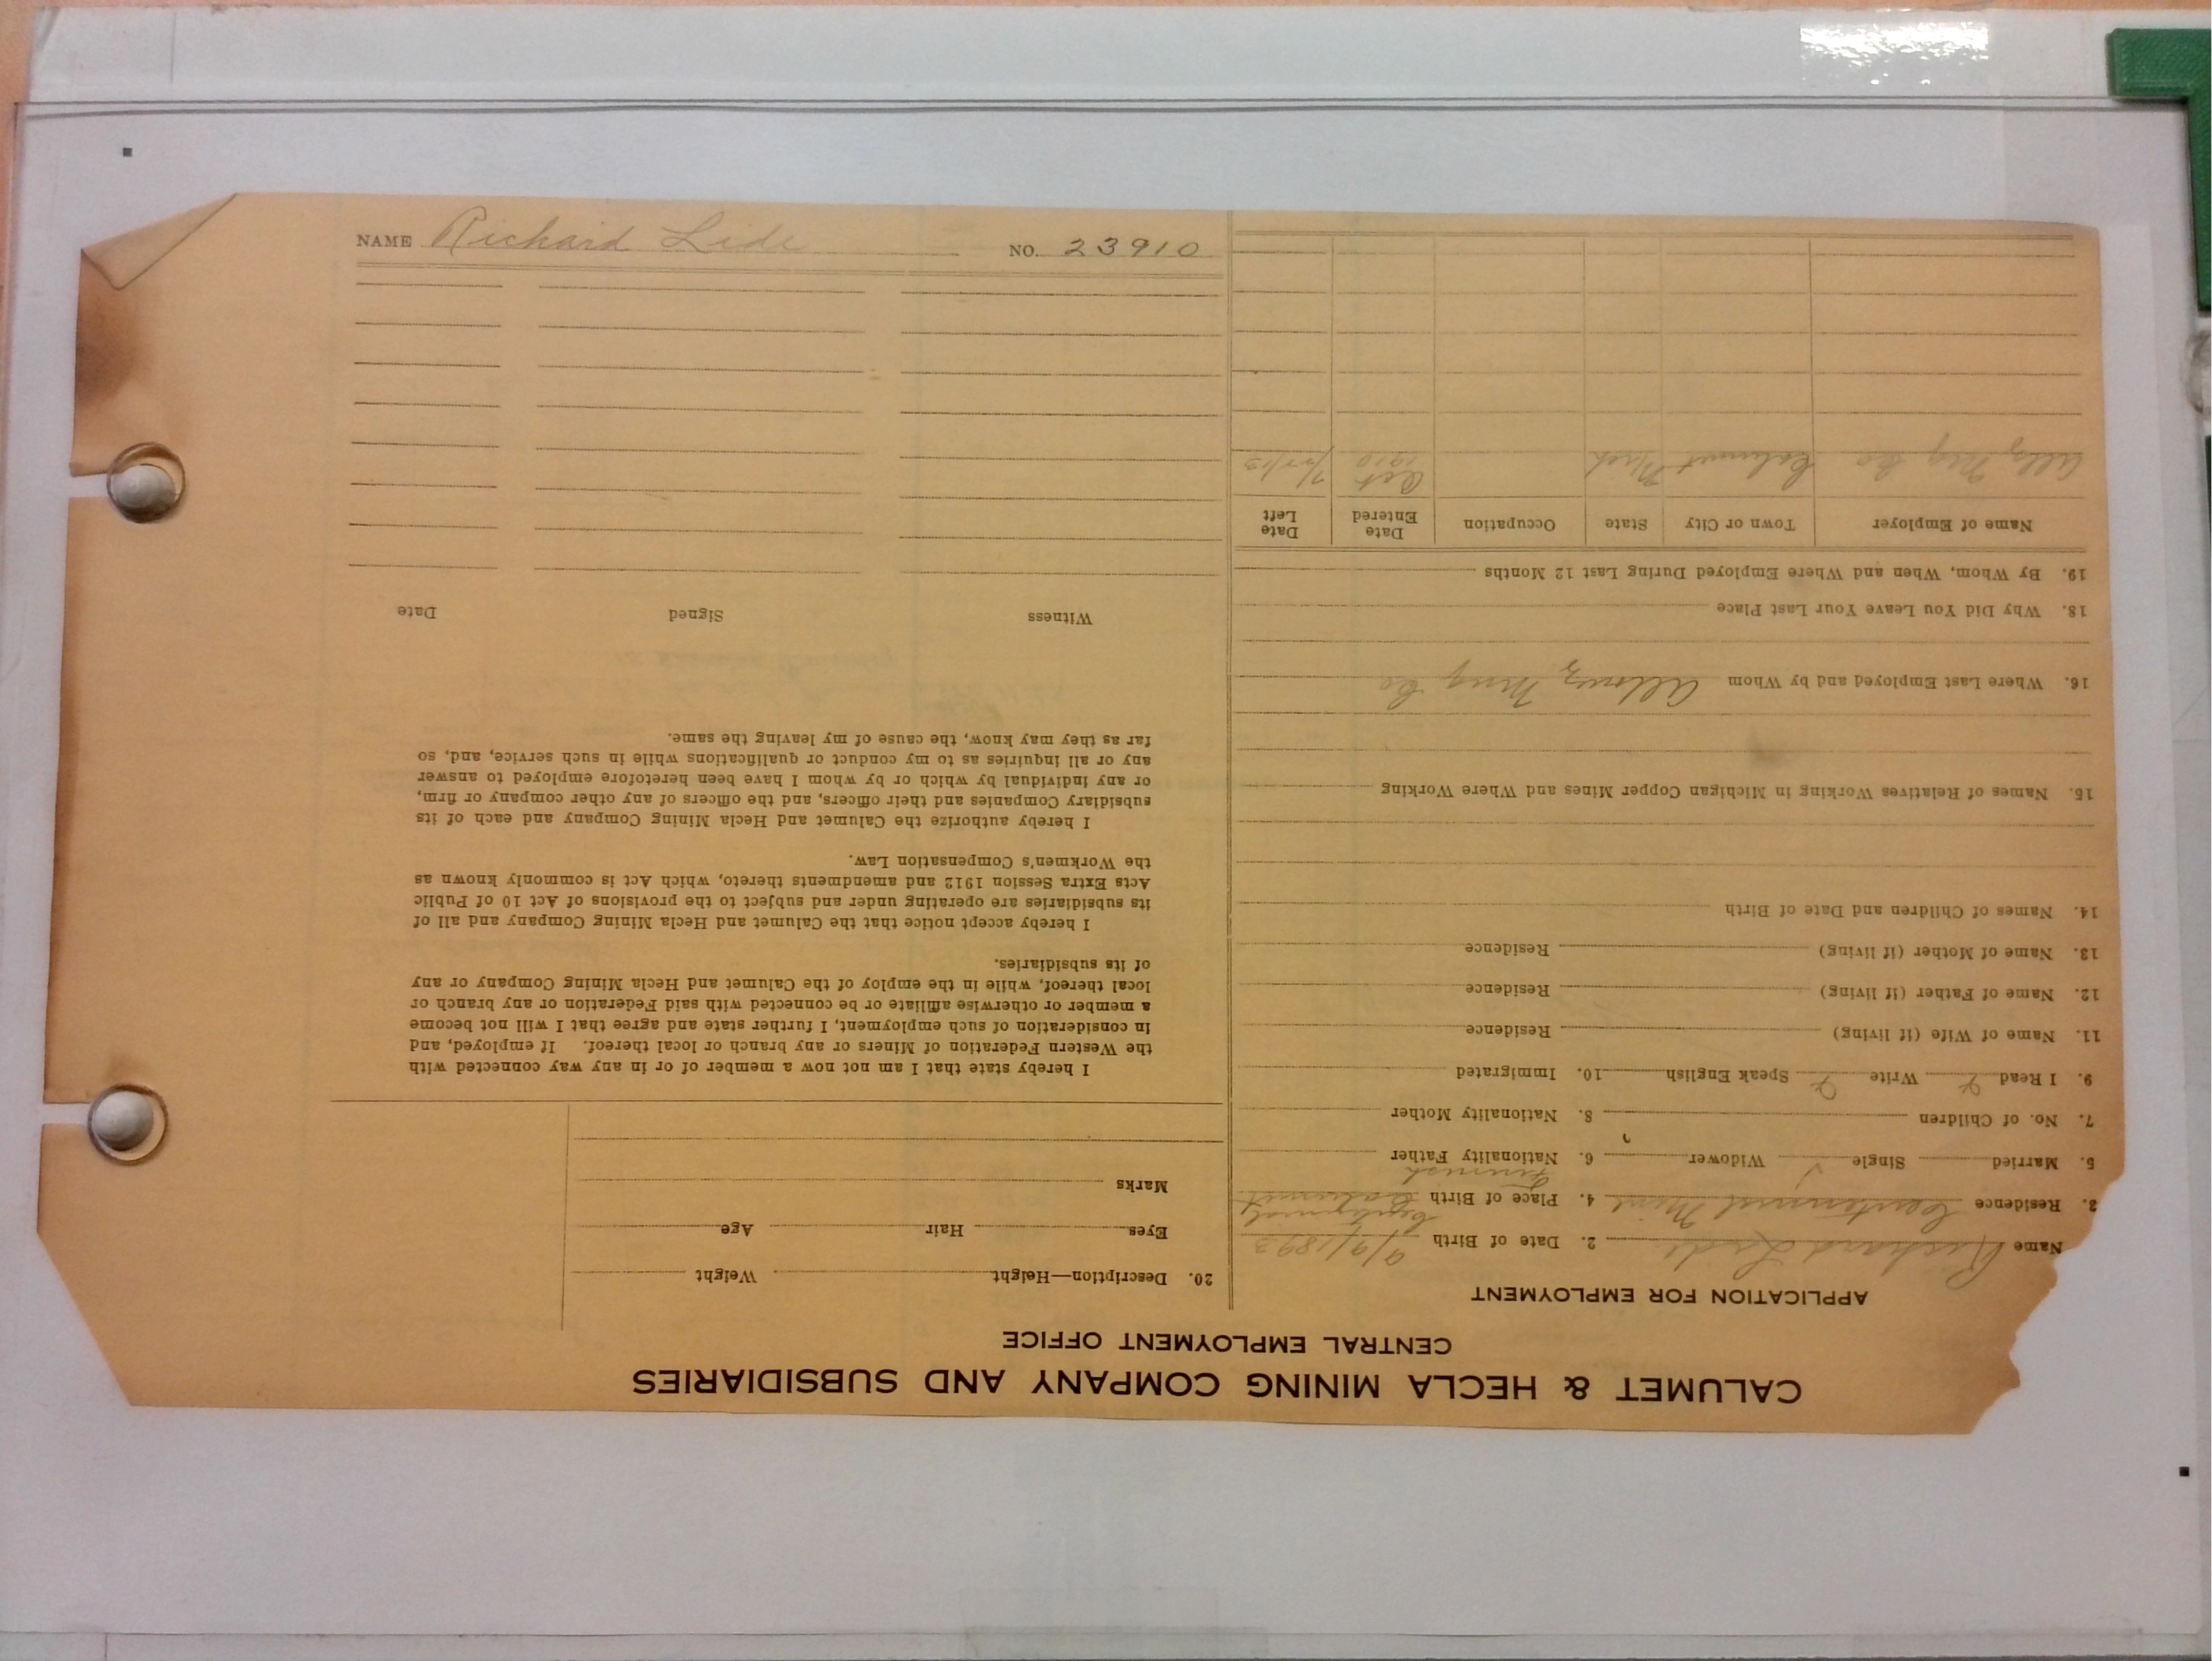 NAME Richard Lide NO. 23910
CALUMET & HECLA MINING COMPANY AND SUBSIDIARIES
CENTRAL EMPLOYMENT OFFICE
APPLICATION FOR EMPLOYMENT
Name Richard Lide 2. Date of Birth 9/9/1893
3. Residence Centennial Mine 4. Place of Birth Calumet
5. Married Single ✓ Widower 6. Nationality Father Finnish
7. No. of Children 8. Nationality Mother
9. I Read Write Speak English 10. Immigrated
11. Name of Wife (if living) Residence
12. Name of Father (if living) Residence
13. Name of Mother (if living) Residence
14. Names of Children and Date of Birth
15. Names of Relatives Working in Michigan Copper Mines and Where Working
16. Where Last Employed and by Whom Allouez Mng Co
18. Why Did You Leave Your Last Place
19. By Whom, When and Where Employed During Last 12 Months
Name of Employer Town or City State Occupation Date Entered Date Left
Mng Co Calumet Mich Oct 1910
20. Description—Height Weight
Eyes Hair Age
Marks
I hereby state that I am not now a member of or in any way connected with
the Western Federation of Miners or any branch or local thereof. If employed, and
in consideration of such employment, I further state and agree that I will not become
a member or otherwise affiliate or be connected with said Federation or any branch or
local thereof, while in the employ of the Calumet and Hecla Mining Company or any
of its subsidiaries.
I hereby accept notice that the Calumet and Hecla Mining Company and all of
its subsidiaries are operating under and subject to the provisions of Act 10 of Public
Acts Extra Session 1912 and amendments thereto, which Act is commonly known as
the Workmen's Compensation Law.
I hereby authorize the Calumet and Hecla Mining Company and each of its
subsidiary Companies and their officers, and the officers of any other company or firm,
or any individual by which or by whom I have been heretofore employed to answer
any or all inquiries as to my conduct or qualifications while in such service, and, so
far as they may know, the cause of my leaving the same.
Witness Signed Date